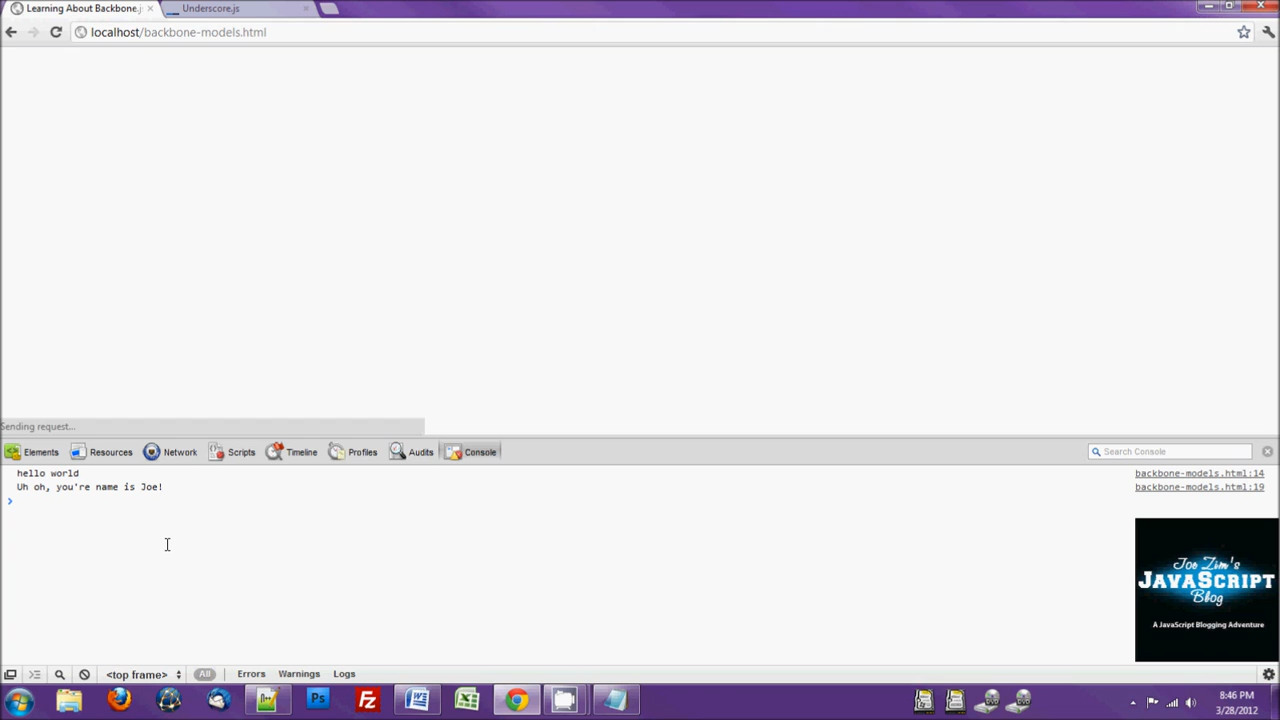 Learning About Backbone.j
Underscore.js
localhost/backbone-models.html
Sending request...
Elements Resources Network Scripts Timeline Profiles Audits Console
Search Console
hello world
backbone-models.html:14
Uh oh, you're name is Joe!
backbone-models.html:19
>
Joe Zim's
JAVASCRIPT
Blog
A JavaScript Blogging Adventure
<top frame> All Errors Warnings Logs
Ps Fz
8:46 PM
3/28/2012